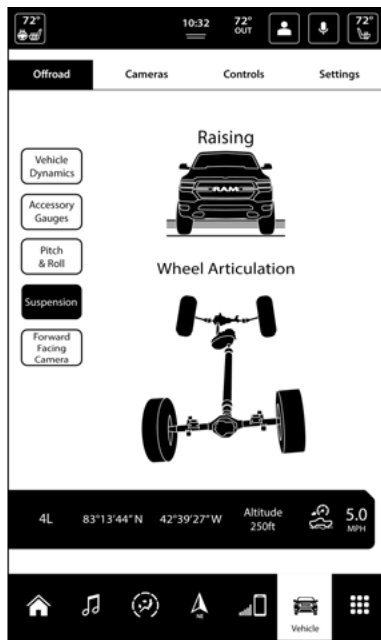 72°
10:32
72°
OUT
72°
Offroad
Cameras
Controls
Settings
Raising
RAM
Vehicle
Dynamics
Accessory
Gauges
Pitch
& Roll
Wheel Articulation
Suspension
Forward
Facing
Camera
4L
83°13'44" N
42°39'27" W
Altitude
250ft
5.0
MPH
NE
Vehicle